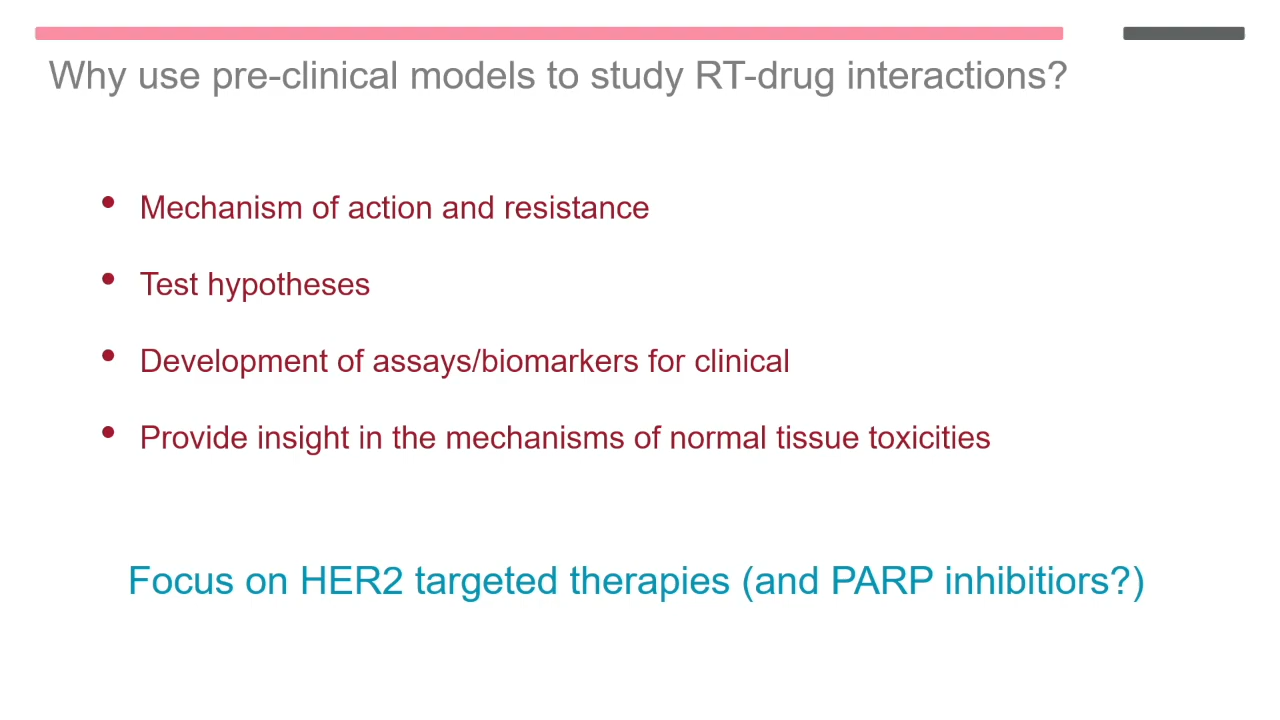 Why use pre-clinical models to study RT-drug interactions?
• Mechanism of action and resistance
• Test hypotheses
• Development of assays/biomarkers for clinical
• Provide insight in the mechanisms of normal tissue toxicities
Focus on HER2 targeted therapies (and PARP inhibitiors?)